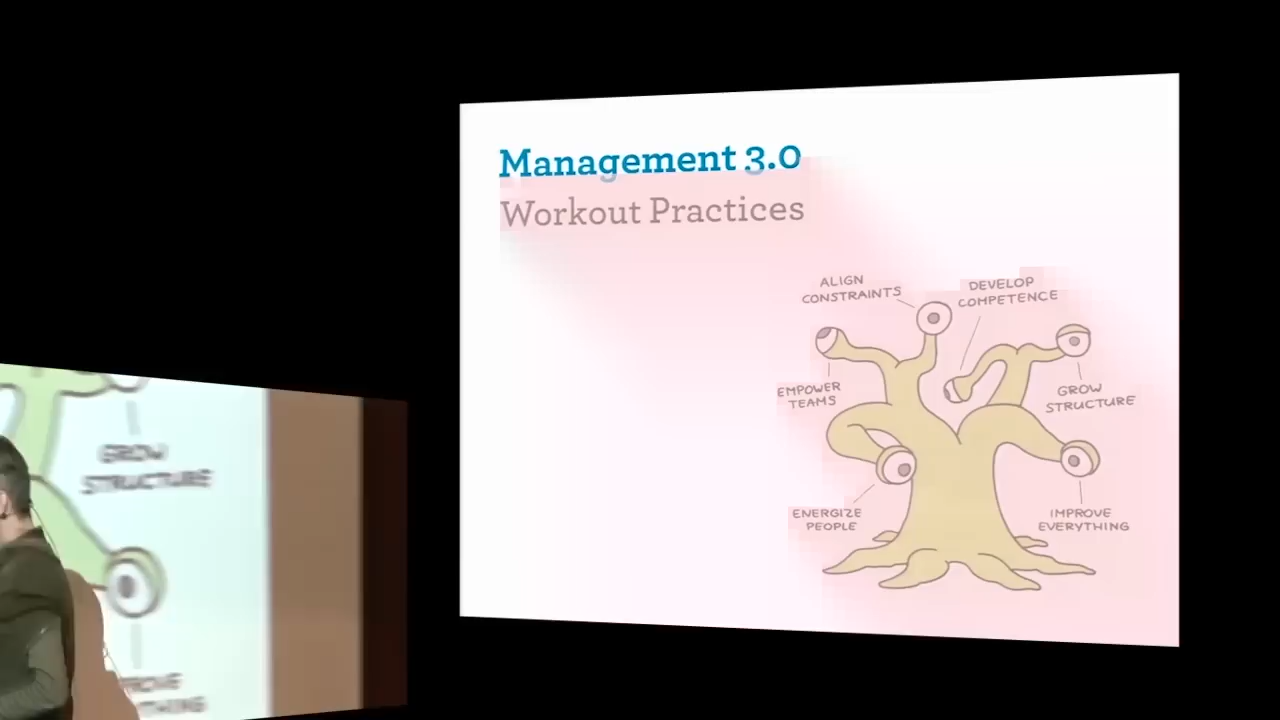 Management 3.0
Workout Practices
ALIGN
CONSTRAINTS
DEVELOP
COMPETENCE
EMPOWER
TEAMS
GROW
STRUCTURE
ENERGIZE
PEOPLE
IMPROVE
EVERYTHING
GROW
STRUCTURE